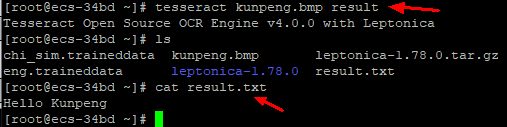 [root@ecs-34bd ~]# tesseract kunpeng.bmp result
Tesseract Open Source OCR Engine v4.0.0 with Leptonica
[root@ecs-34bd ~]# ls
chi_sim.traineddata  kunpeng.bmp       leptonica-1.78.0.tar.gz
eng.traineddata      leptonica-1.78.0  result.txt
[root@ecs-34bd ~]# cat result.txt
Hello Kunpeng
[root@ecs-34bd ~]#